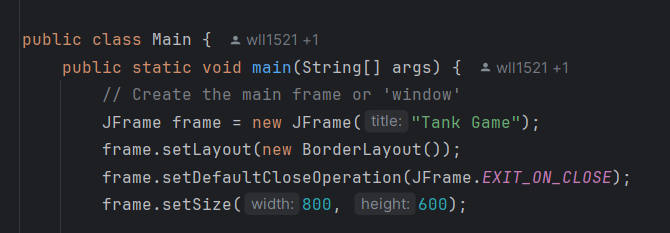 public class Main { wll1521 +1
public static void main(String[] args) { wll1521 +1
// Create the main frame or 'window'
JFrame frame = new JFrame( title: "Tank Game");
frame.setLayout(new BorderLayout());
frame.setDefaultCloseOperation(JFrame.EXIT_ON_CLOSE);
frame.setSize( width: 800, height: 600);